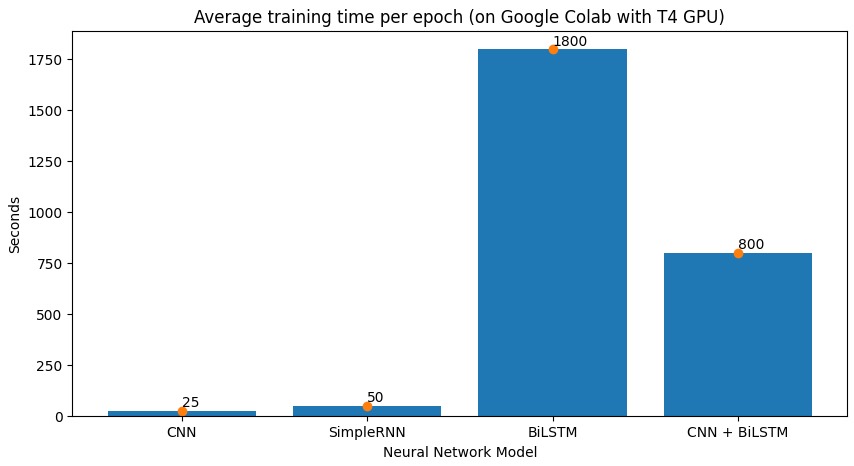 Average training time per epoch (on Google Colab with T4 GPU)
Seconds
1750
1500
1250
1000
750
500
250
0
25
50
1800
800
CNN
SimpleRNN
BiLSTM
CNN + BiLSTM
Neural Network Model